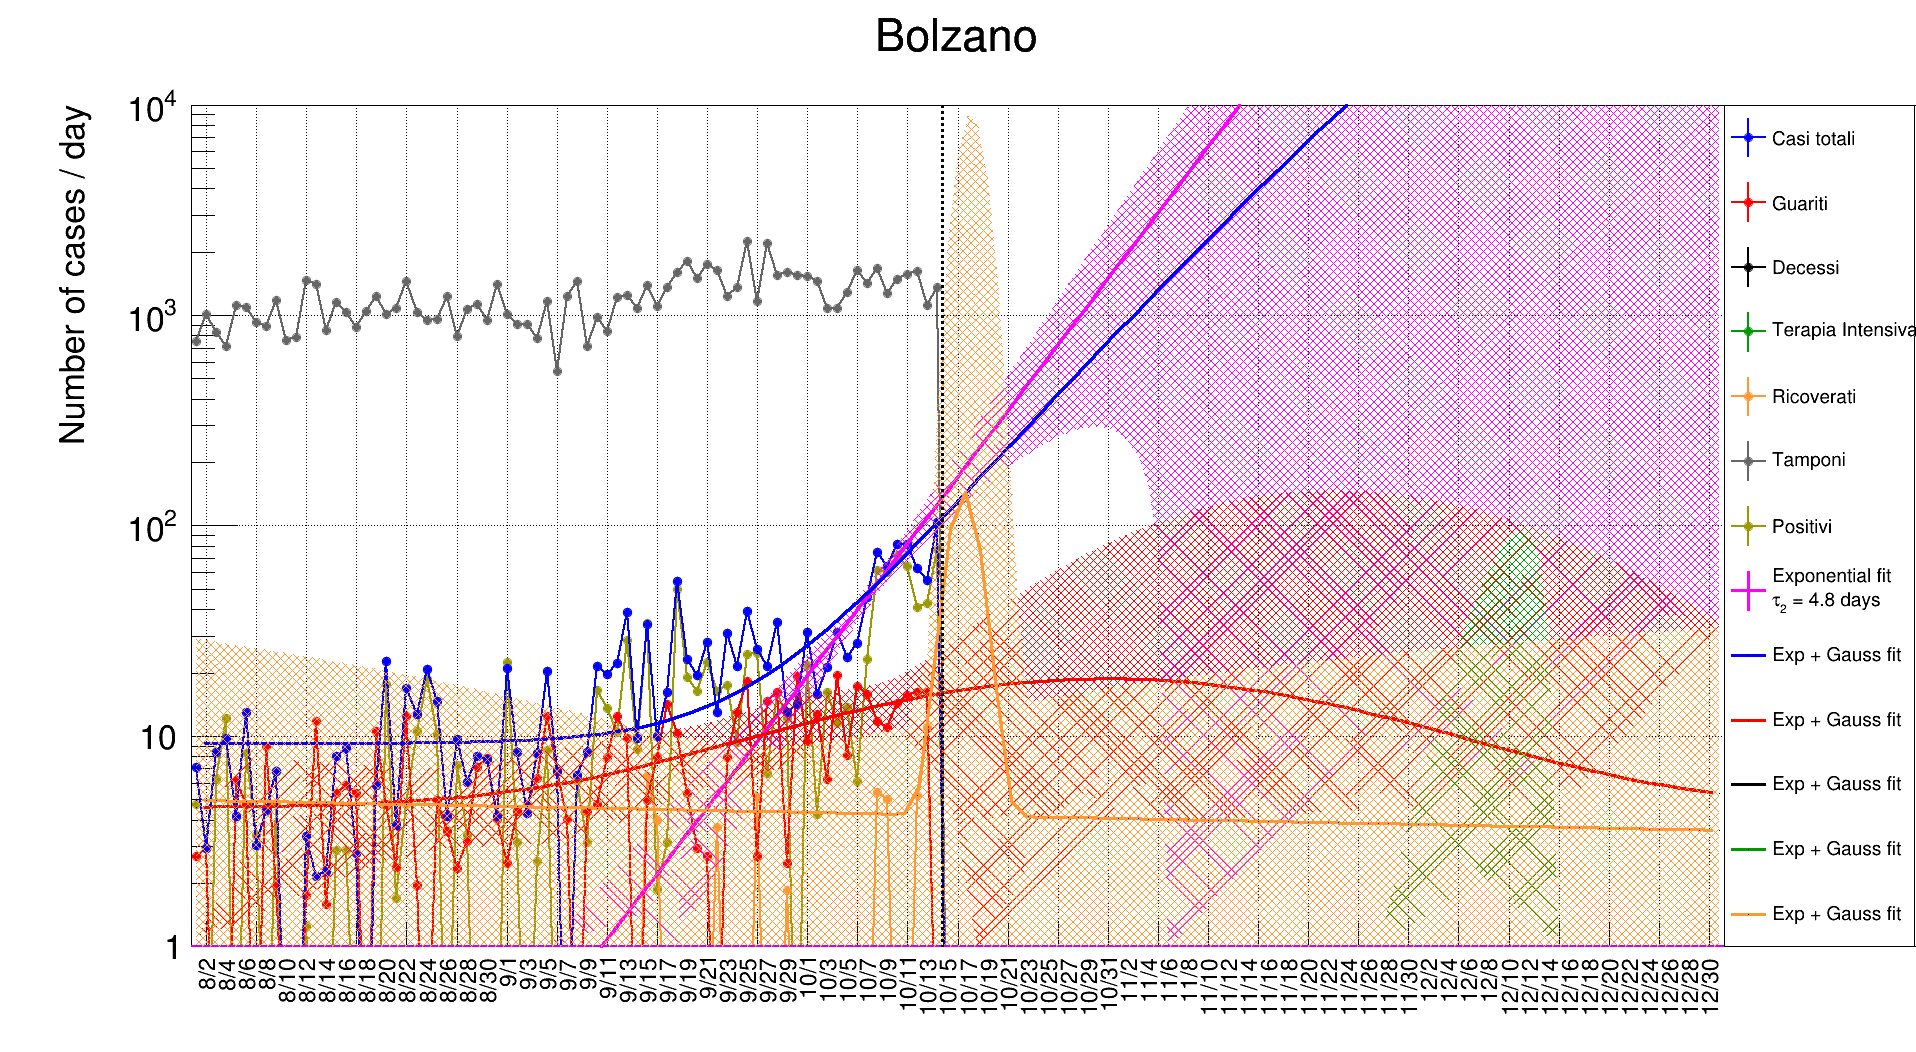 Bolzano
Number of cases / day
10⁴
10³
10²
10
1
8/2 8/4 8/6 8/8 8/10 8/12 8/14 8/16 8/18 8/20 8/22 8/24 8/26 8/28 8/30 9/1 9/3 9/5 9/7 9/9 9/11 9/13 9/15 9/17 9/19 9/21 9/23 9/25 9/27 9/29 10/1 10/3 10/5 10/7 10/9 10/11 10/13 10/15 10/17 10/19 10/21 10/23 10/25 10/27 10/29 10/31 11/2 11/4 11/6 11/8 11/10 11/12 11/14 11/16 11/18 11/20 11/22 11/24 11/26 11/28 11/30 12/2 12/4 12/6 12/8 12/10 12/12 12/14 12/16 12/18 12/20 12/22 12/24 12/26 12/28 12/30
Casi totali
Guariti
Decessi
Terapia Intensiva
Ricoverati
Tamponi
Positivi
Exponential fit
τ₂ = 4.8 days
Exp + Gauss fit
Exp + Gauss fit
Exp + Gauss fit
Exp + Gauss fit
Exp + Gauss fit